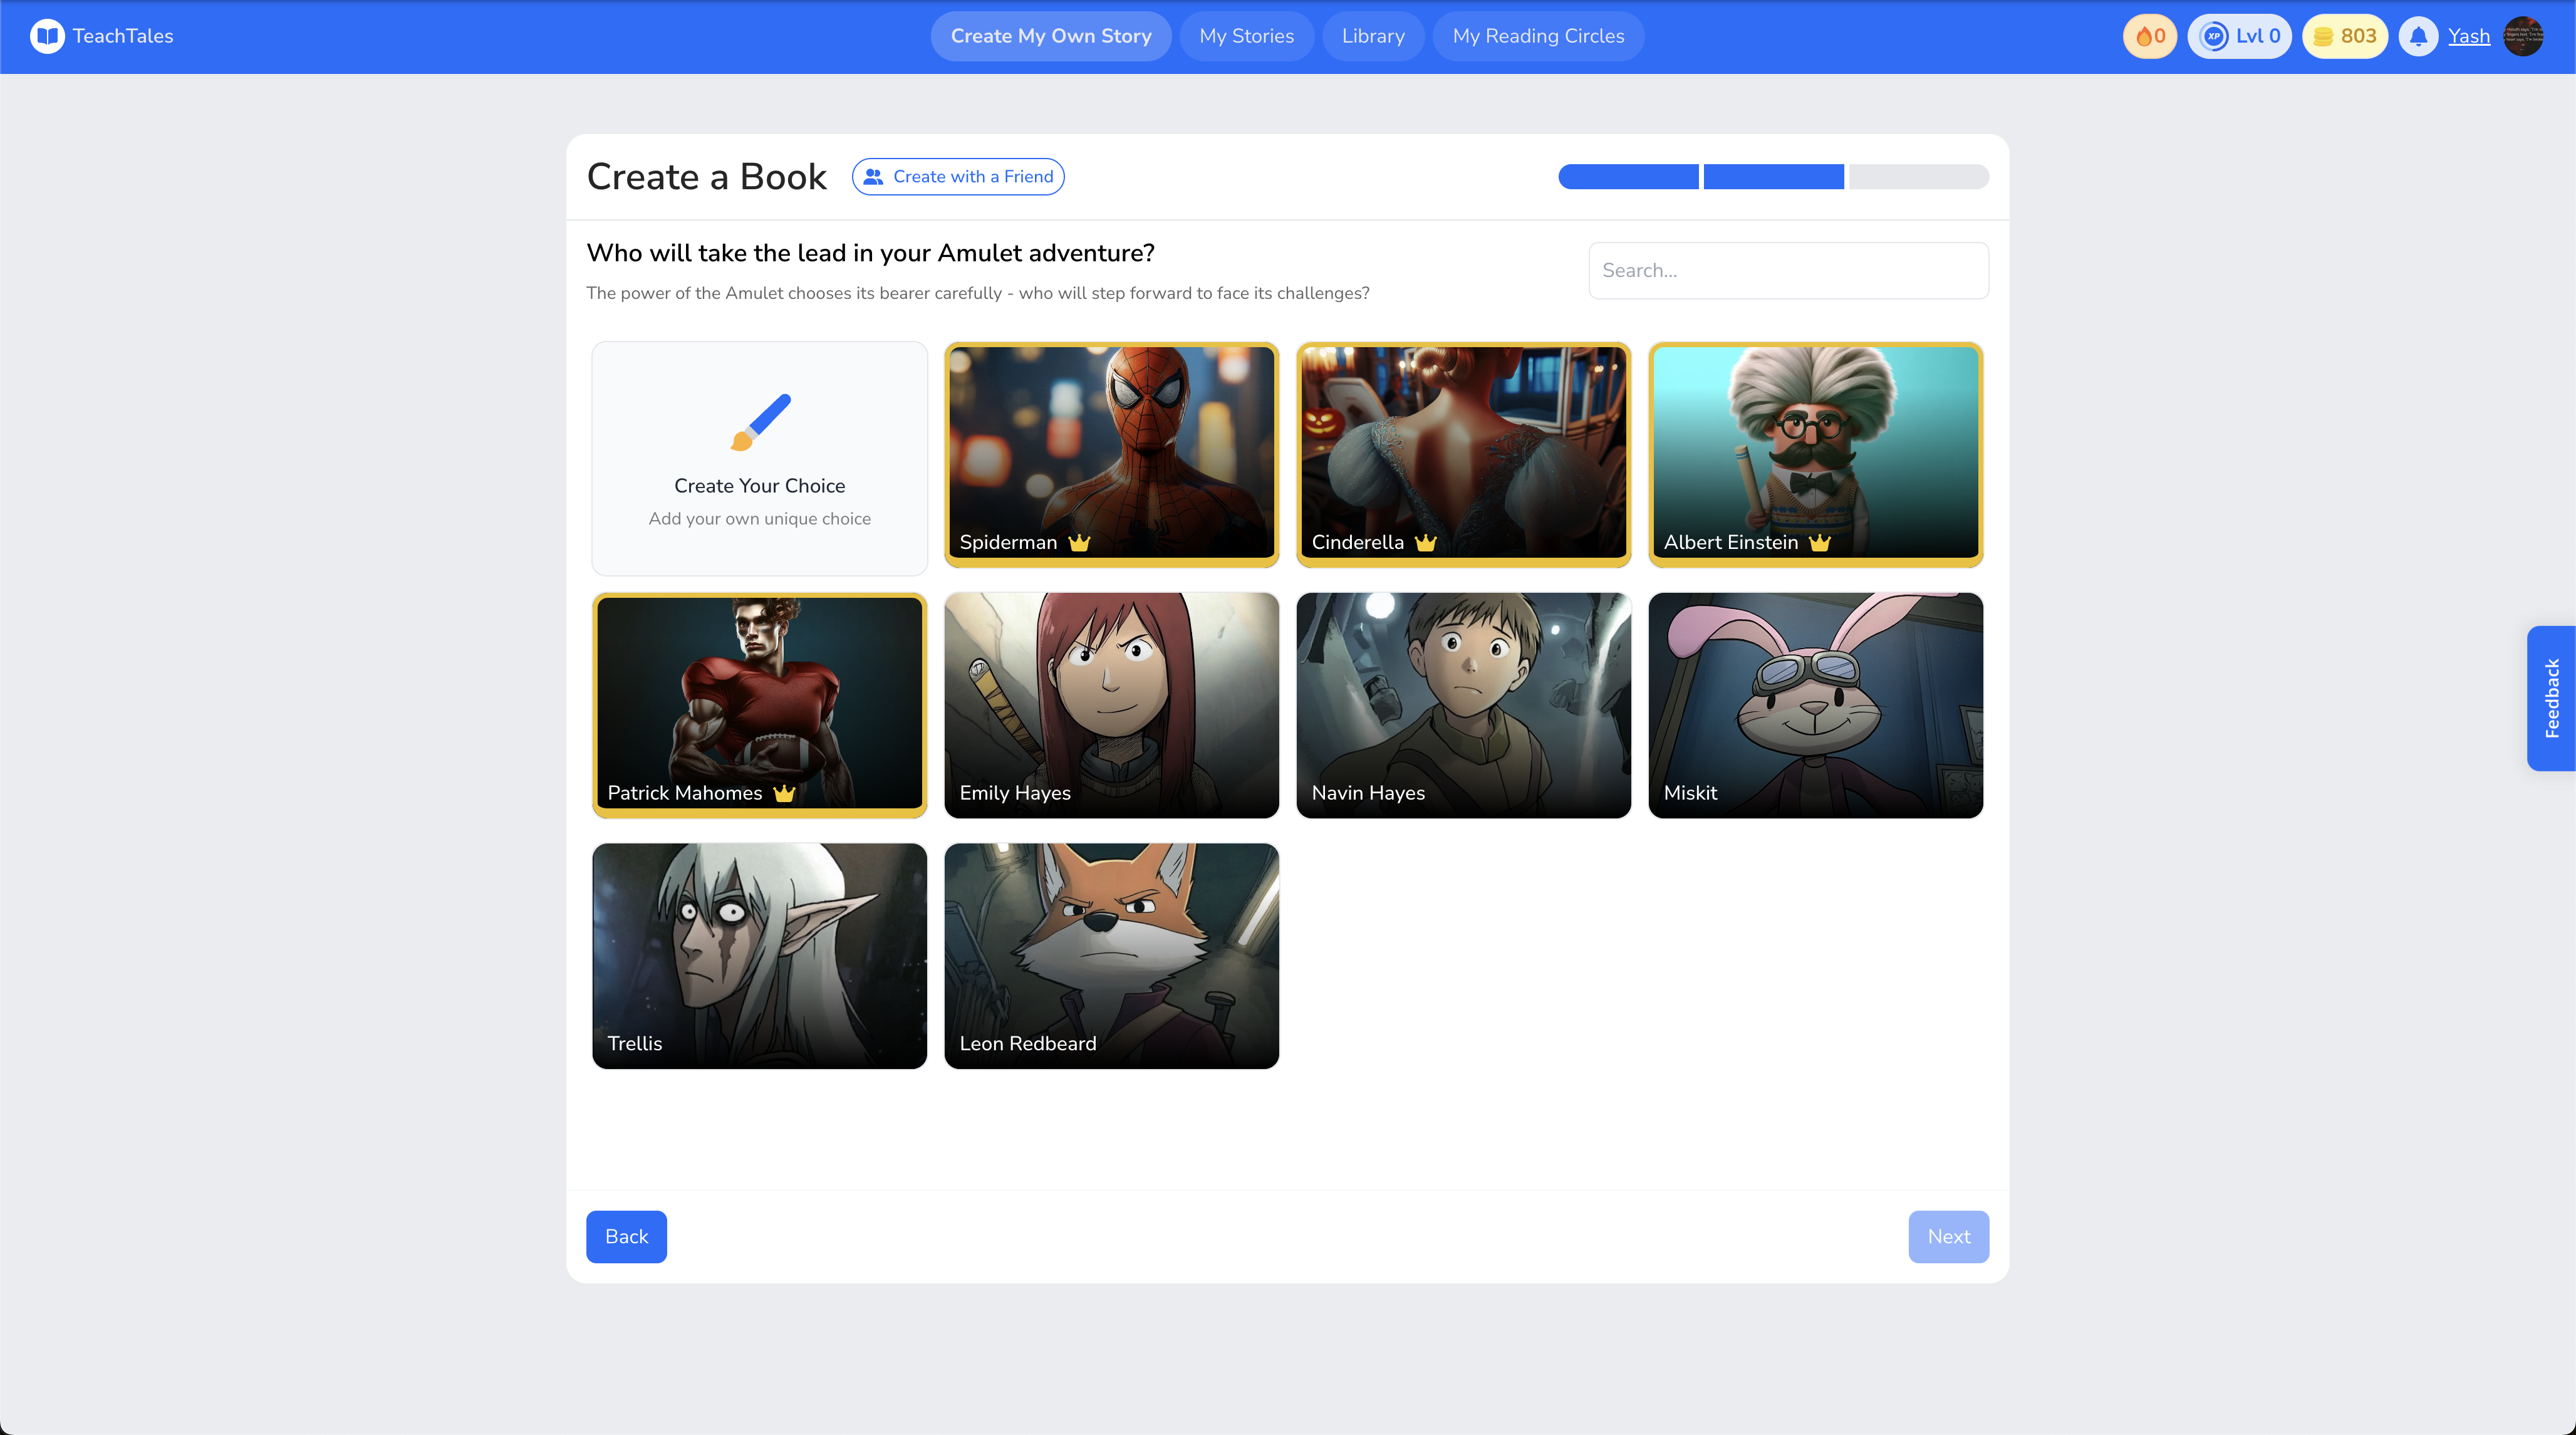 TeachTales
Create My Own Story
My Stories
Library
My Reading Circles
0
XP
Lvl 0
803
Yash
Create a Book
Create with a Friend
Who will take the lead in your Amulet adventure?
Search...
The power of the Amulet chooses its bearer carefully - who will step forward to face its challenges?
Create Your Choice
Add your own unique choice
Spiderman
Cinderella
Albert Einstein
Patrick Mahomes
Emily Hayes
Navin Hayes
Miskit
Trellis
Leon Redbeard
Feedback
Back
Next